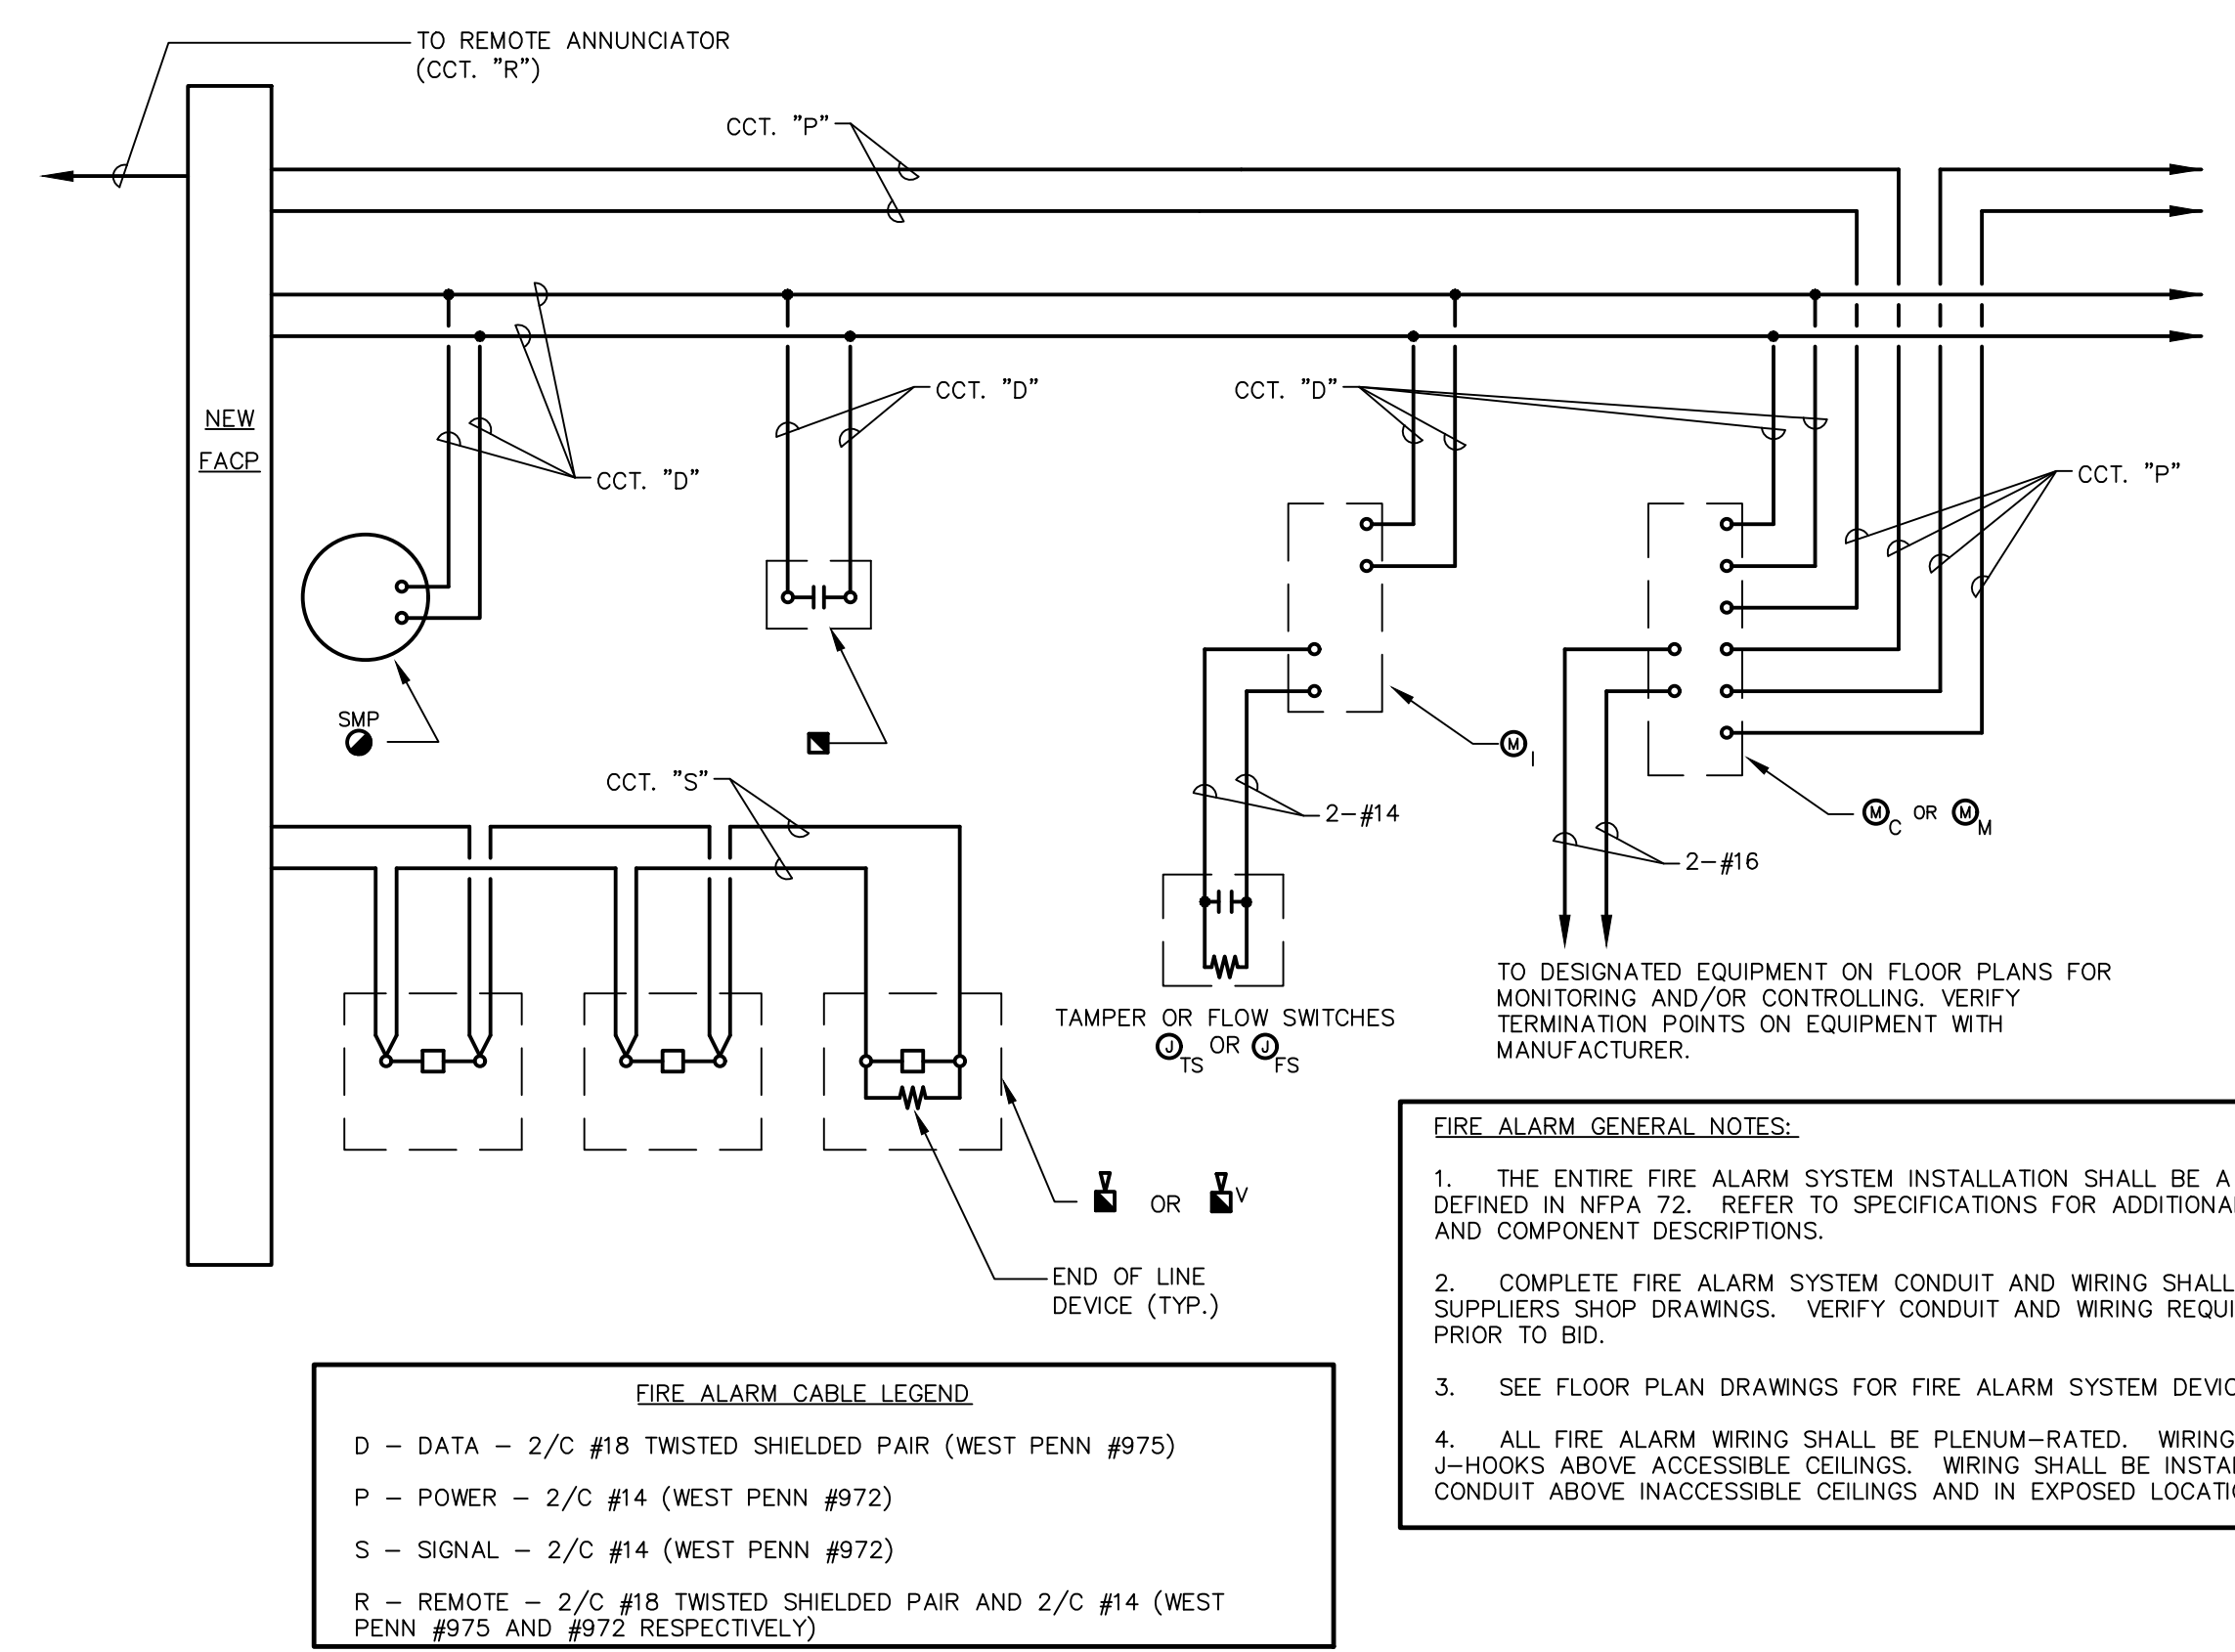 TO REMOTE ANNUNCIATOR
(CCT. "R")
CCT. "P"
NEW
FACP
CCT. "D"
CCT. "D"
CCT. "D"
CCT. "P"
SMP
M I
M C OR M M
CCT. "S"
2-#14
2-#16
TAMPER OR FLOW SWITCHES
J TS OR J FS
TO DESIGNATED EQUIPMENT ON FLOOR PLANS FOR
MONITORING AND/OR CONTROLLING. VERIFY
TERMINATION POINTS ON EQUIPMENT WITH
MANUFACTURER.
OR V
END OF LINE
DEVICE (TYP.)
FIRE ALARM GENERAL NOTES:
1. THE ENTIRE FIRE ALARM SYSTEM INSTALLATION SHALL BE A
DEFINED IN NFPA 72. REFER TO SPECIFICATIONS FOR ADDITIONA
AND COMPONENT DESCRIPTIONS.
2. COMPLETE FIRE ALARM SYSTEM CONDUIT AND WIRING SHALL
SUPPLIERS SHOP DRAWINGS. VERIFY CONDUIT AND WIRING REQUI
PRIOR TO BID.
3. SEE FLOOR PLAN DRAWINGS FOR FIRE ALARM SYSTEM DEVIC
4. ALL FIRE ALARM WIRING SHALL BE PLENUM-RATED. WIRING
J-HOOKS ABOVE ACCESSIBLE CEILINGS. WIRING SHALL BE INSTA
CONDUIT ABOVE INACCESSIBLE CEILINGS AND IN EXPOSED LOCATI
FIRE ALARM CABLE LEGEND
D - DATA - 2/C #18 TWISTED SHIELDED PAIR (WEST PENN #975)
P - POWER - 2/C #14 (WEST PENN #972)
S - SIGNAL - 2/C #14 (WEST PENN #972)
R - REMOTE - 2/C #18 TWISTED SHIELDED PAIR AND 2/C #14 (WEST
PENN #975 AND #972 RESPECTIVELY)